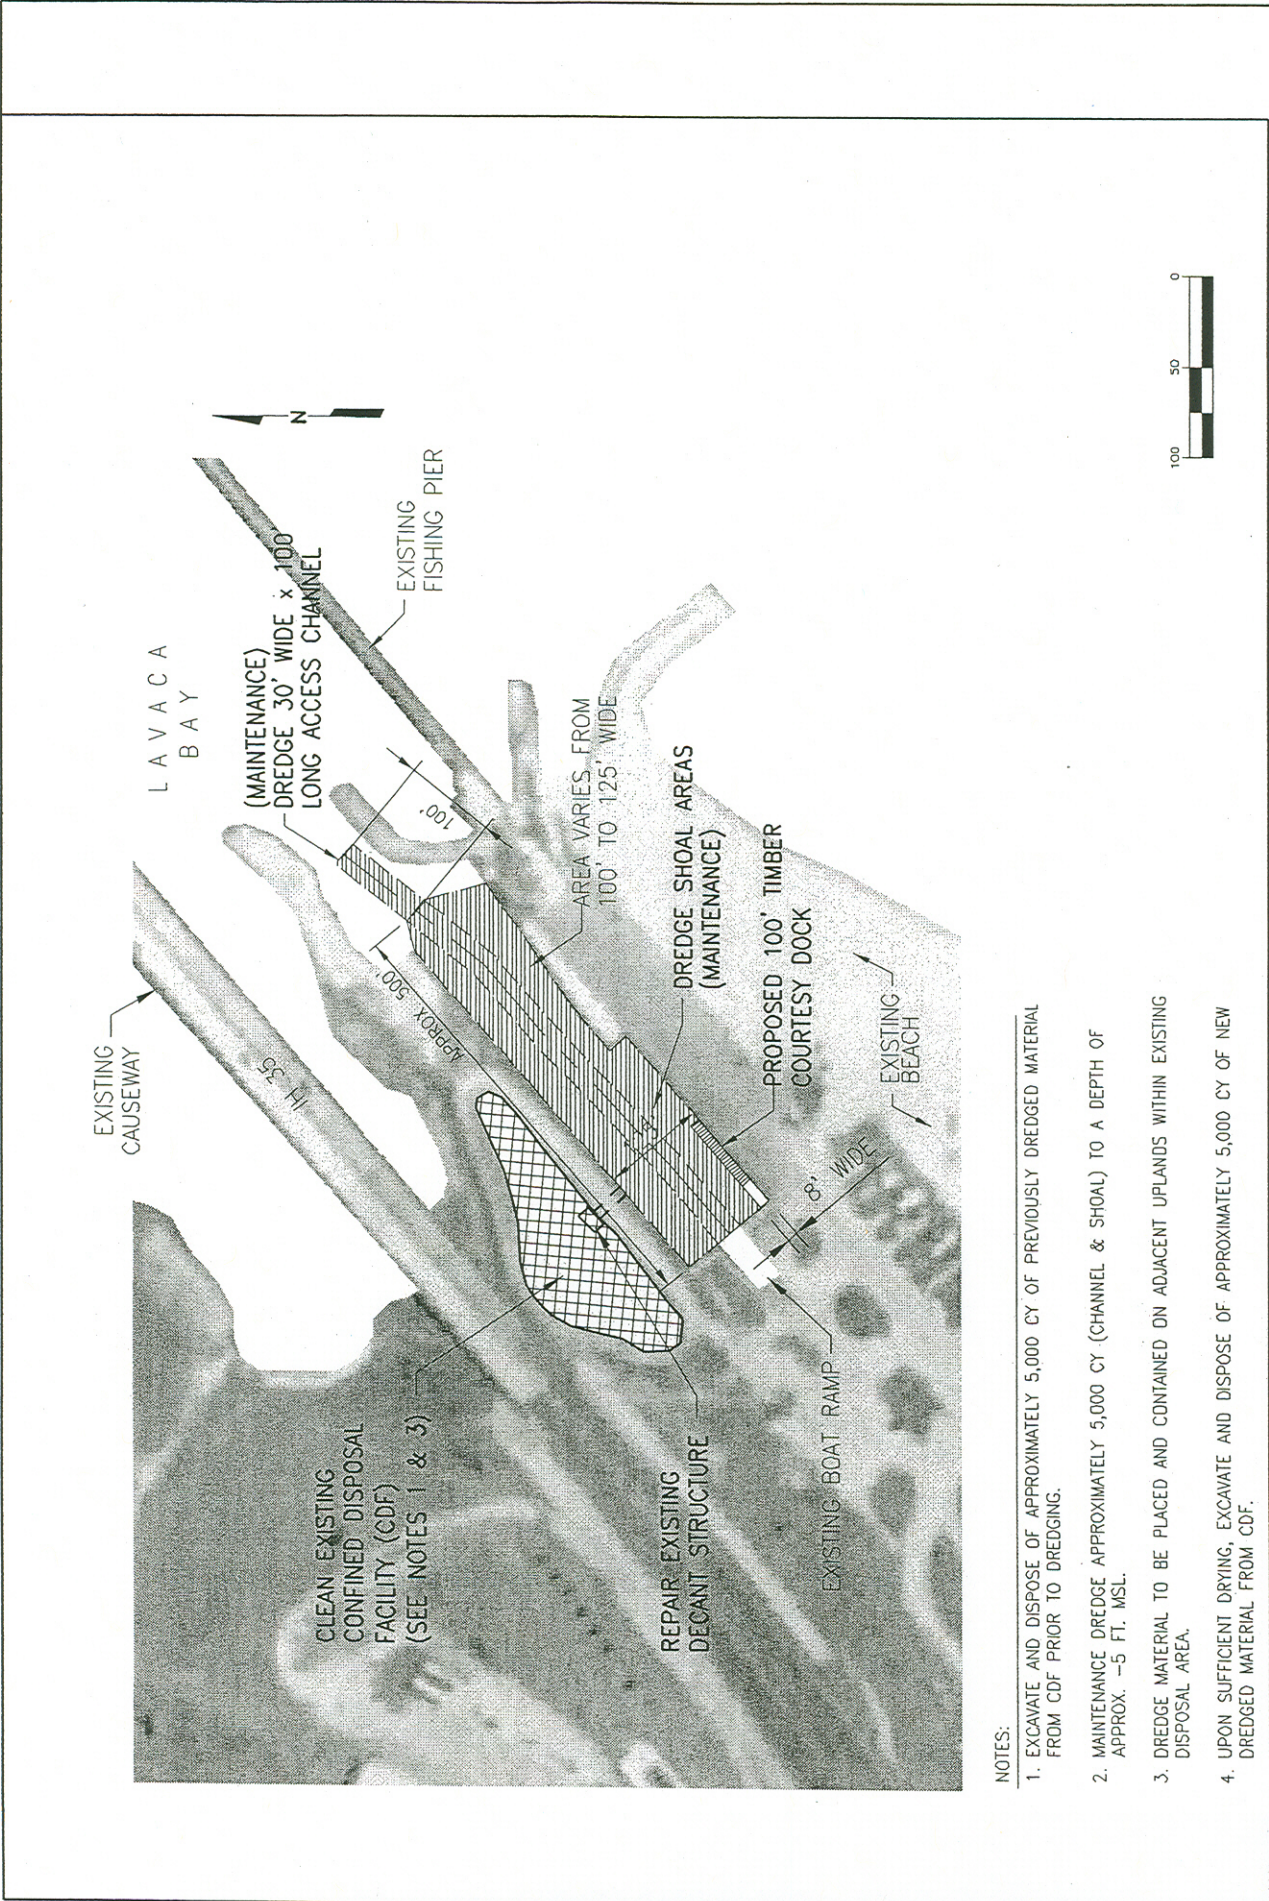 LAVACA
BAY
EXISTING
CAUSEWAY
IH 35
(MAINTENANCE)
DREDGE 30' WIDE x 100'
LONG ACCESS CHANNEL
N
EXISTING
FISHING PIER
100'
APPROX 500'
AREA VARIES FROM
100' TO 125' WIDE
DREDGE SHOAL AREAS
(MAINTENANCE)
PROPOSED 100' TIMBER
COURTESY DOCK
EXISTING
BEACH
8' WIDE
CLEAN EXISTING
CONFINED DISPOSAL
FACILITY (CDF)
(SEE NOTES 1 & 3)
REPAIR EXISTING
DECANT STRUCTURE
EXISTING BOAT RAMP
100 50 0
NOTES:
1. EXCAVATE AND DISPOSE OF APPROXIMATELY 5,000 CY OF PREVIOUSLY DREDGED MATERIAL
FROM CDF PRIOR TO DREDGING.
2. MAINTENANCE DREDGE APPROXIMATELY 5,000 CY (CHANNEL & SHOAL) TO A DEPTH OF
APPROX. -5 FT. MSL.
3. DREDGE MATERIAL TO BE PLACED AND CONTAINED ON ADJACENT UPLANDS WITHIN EXISTING
DISPOSAL AREA.
4. UPON SUFFICIENT DRYING, EXCAVATE AND DISPOSE OF APPROXIMATELY 5,000 CY OF NEW
DREDGED MATERIAL FROM CDF.